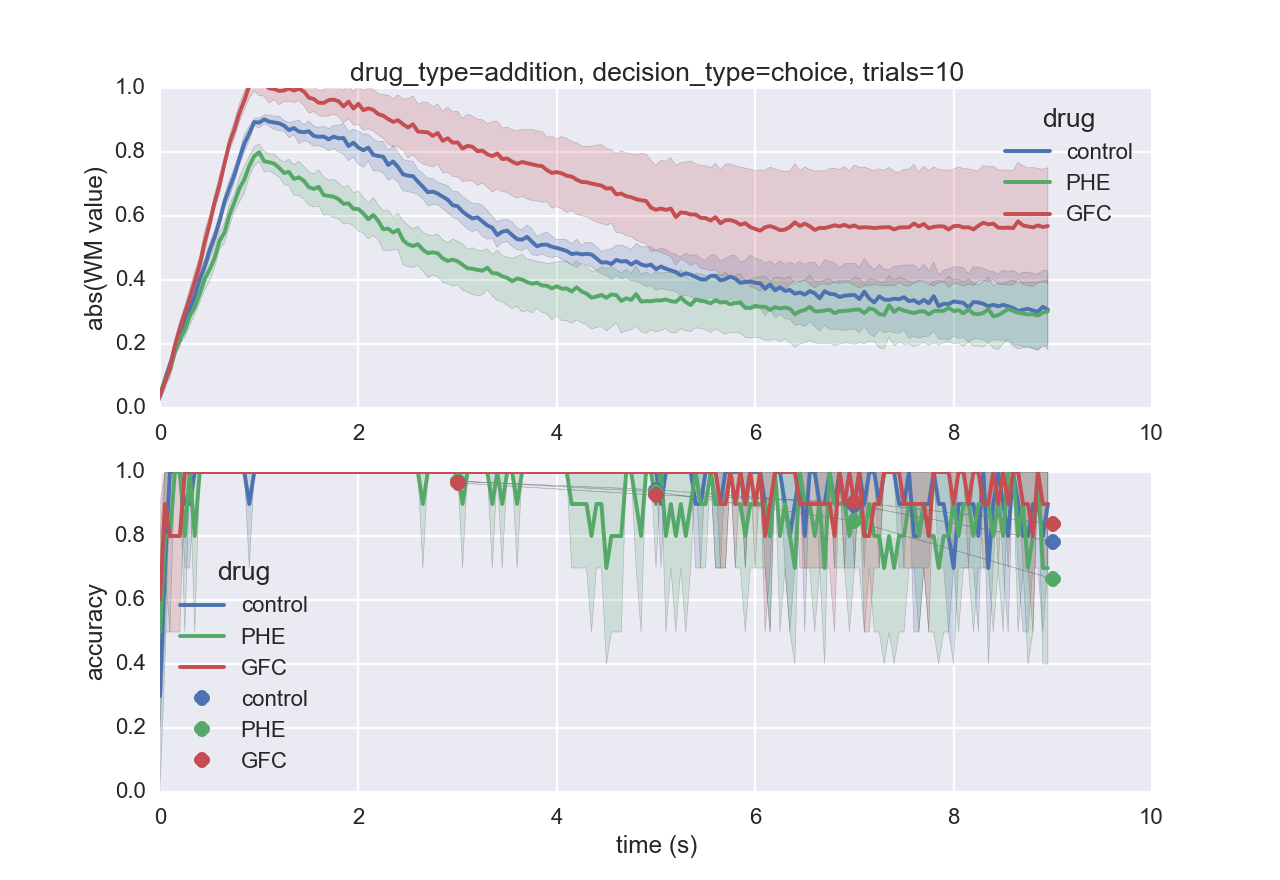 drug_type=addition, decision_type=choice, trials=10
1.0
0.8
0.6
0.4
0.2
0.0
abs(WM value)
drug
control
PHE
GFC
0 2 4 6 8 10
1.0
0.8
0.6
0.4
0.2
0.0
accuracy
drug
control
PHE
GFC
control
PHE
GFC
0 2 4 6 8 10
time (s)